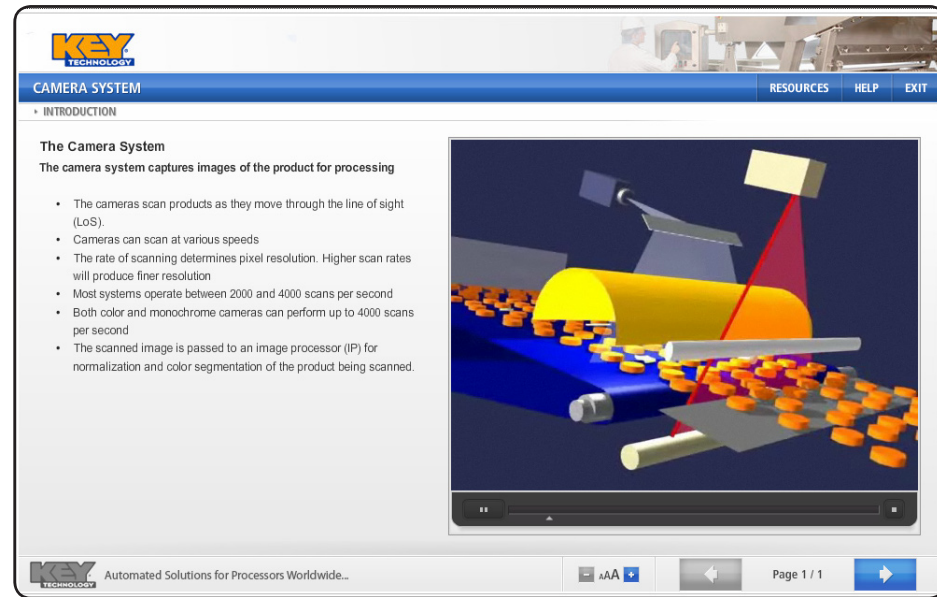 KEY
TECHNOLOGY
CAMERA SYSTEM
RESOURCES HELP EXIT
INTRODUCTION
The Camera System
The camera system captures images of the product for processing
• The cameras scan products as they move through the line of sight
(LoS).
• Cameras can scan at various speeds
• The rate of scanning determines pixel resolution. Higher scan rates
will produce finer resolution
• Most systems operate between 2000 and 4000 scans per second
• Both color and monochrome cameras can perform up to 4000 scans
per second
• The scanned image is passed to an image processor (IP) for
normalization and color segmentation of the product being scanned.
KEY
TECHNOLOGY
Automated Solutions for Processors Worldwide...
AAA
Page 1 / 1